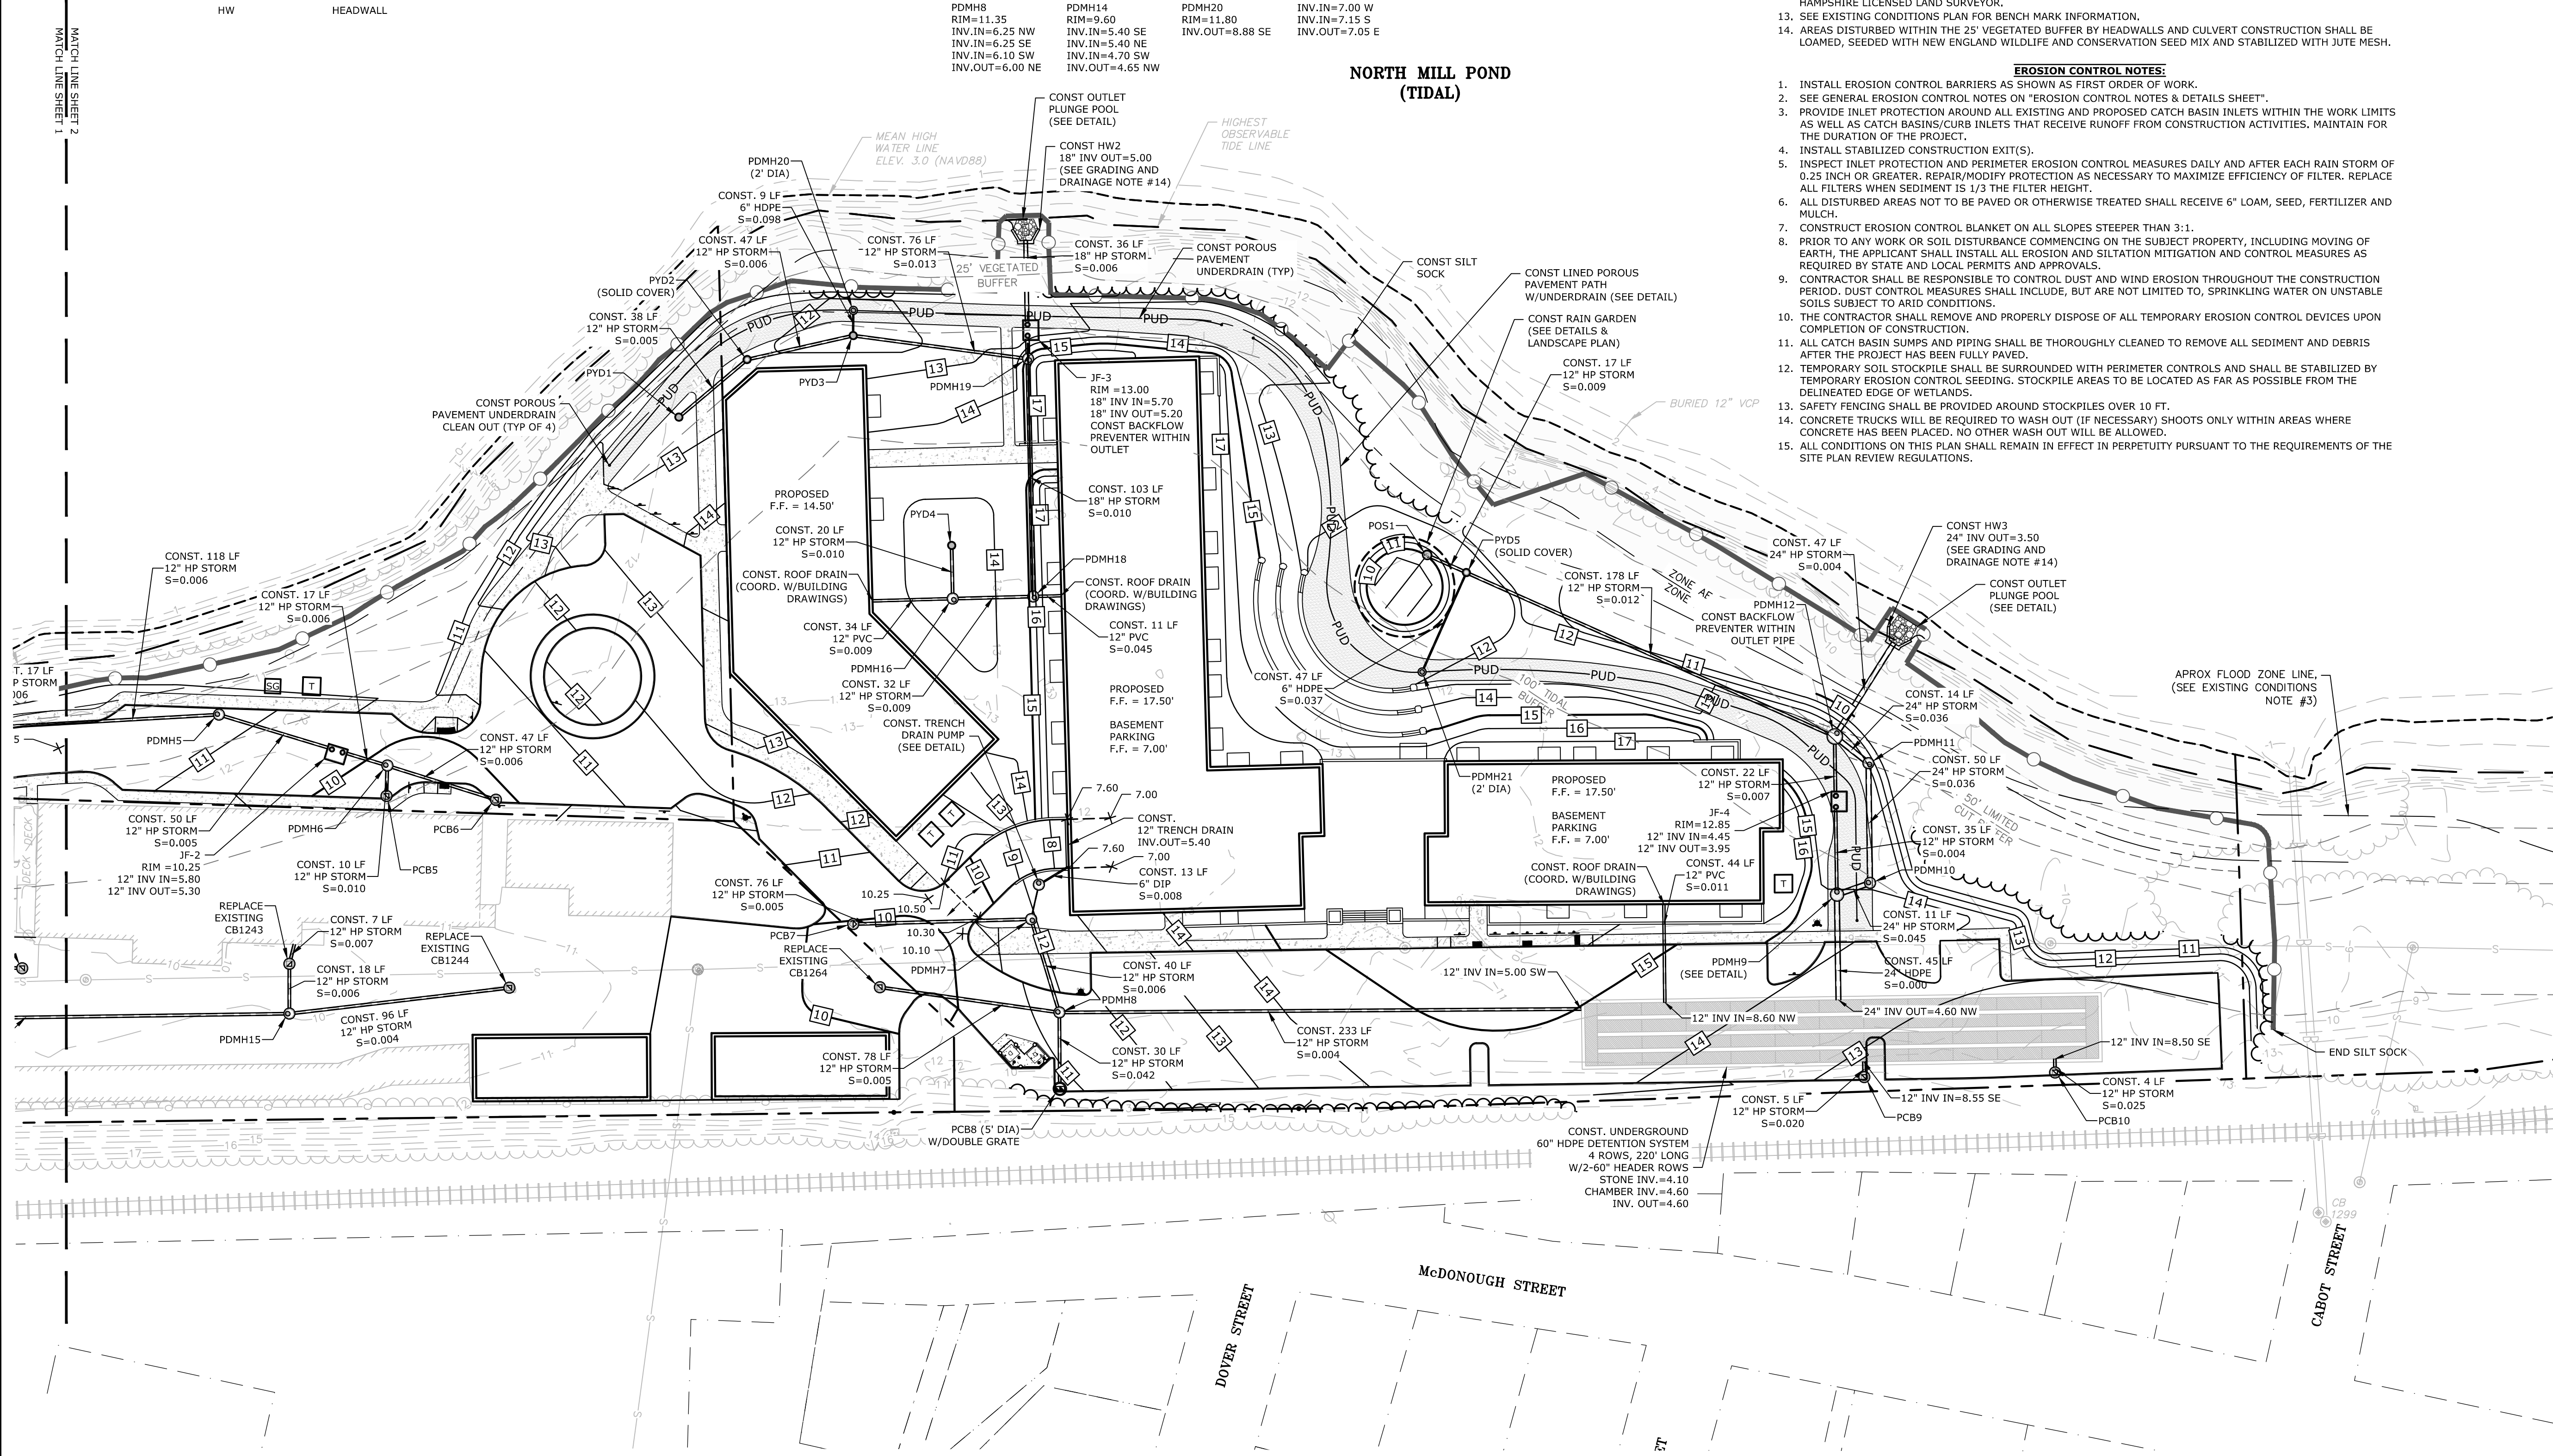 HW
HEADWALL
MATCH LINE SHEET 2
MATCH LINE SHEET 1
PDMH8
RIM=11.35
INV.IN=6.25 NW
INV.IN=6.25 SE
INV.IN=6.10 SW
INV.OUT=6.00 NE
PDMH14
RIM=9.60
INV.IN=5.40 SE
INV.IN=5.40 NE
INV.IN=4.70 SW
INV.OUT=4.65 NW
PDMH20
RIM=11.80
INV.OUT=8.88 SE
INV.IN=7.00 W
INV.IN=7.15 S
INV.OUT=7.05 E
NORTH MILL POND
(TIDAL)
HAMPSHIRE LICENSED LAND SURVEYOR.
13. SEE EXISTING CONDITIONS PLAN FOR BENCH MARK INFORMATION.
14. AREAS DISTURBED WITHIN THE 25' VEGETATED BUFFER BY HEADWALLS AND CULVERT CONSTRUCTION SHALL BE
LOAMED, SEEDED WITH NEW ENGLAND WILDLIFE AND CONSERVATION SEED MIX AND STABILIZED WITH JUTE MESH.
EROSION CONTROL NOTES:
1. INSTALL EROSION CONTROL BARRIERS AS SHOWN AS FIRST ORDER OF WORK.
2. SEE GENERAL EROSION CONTROL NOTES ON "EROSION CONTROL NOTES & DETAILS SHEET".
3. PROVIDE INLET PROTECTION AROUND ALL EXISTING AND PROPOSED CATCH BASIN INLETS WITHIN THE WORK LIMITS
AS WELL AS CATCH BASINS/CURB INLETS THAT RECEIVE RUNOFF FROM CONSTRUCTION ACTIVITIES. MAINTAIN FOR
THE DURATION OF THE PROJECT.
4. INSTALL STABILIZED CONSTRUCTION EXIT(S).
5. INSPECT INLET PROTECTION AND PERIMETER EROSION CONTROL MEASURES DAILY AND AFTER EACH RAIN STORM OF
0.25 INCH OR GREATER. REPAIR/MODIFY PROTECTION AS NECESSARY TO MAXIMIZE EFFICIENCY OF FILTER. REPLACE
ALL FILTERS WHEN SEDIMENT IS 1/3 THE FILTER HEIGHT.
6. ALL DISTURBED AREAS NOT TO BE PAVED OR OTHERWISE TREATED SHALL RECEIVE 6" LOAM, SEED, FERTILIZER AND
MULCH.
7. CONSTRUCT EROSION CONTROL BLANKET ON ALL SLOPES STEEPER THAN 3:1.
8. PRIOR TO ANY WORK OR SOIL DISTURBANCE COMMENCING ON THE SUBJECT PROPERTY, INCLUDING MOVING OF
EARTH, THE APPLICANT SHALL INSTALL ALL EROSION AND SILTATION MITIGATION AND CONTROL MEASURES AS
REQUIRED BY STATE AND LOCAL PERMITS AND APPROVALS.
9. CONTRACTOR SHALL BE RESPONSIBLE TO CONTROL DUST AND WIND EROSION THROUGHOUT THE CONSTRUCTION
PERIOD. DUST CONTROL MEASURES SHALL INCLUDE, BUT ARE NOT LIMITED TO, SPRINKLING WATER ON UNSTABLE
SOILS SUBJECT TO ARID CONDITIONS.
10. THE CONTRACTOR SHALL REMOVE AND PROPERLY DISPOSE OF ALL TEMPORARY EROSION CONTROL DEVICES UPON
COMPLETION OF CONSTRUCTION.
11. ALL CATCH BASIN SUMPS AND PIPING SHALL BE THOROUGHLY CLEANED TO REMOVE ALL SEDIMENT AND DEBRIS
AFTER THE PROJECT HAS BEEN FULLY PAVED.
12. TEMPORARY SOIL STOCKPILE SHALL BE SURROUNDED WITH PERIMETER CONTROLS AND SHALL BE STABILIZED BY
TEMPORARY EROSION CONTROL SEEDING. STOCKPILE AREAS TO BE LOCATED AS FAR AS POSSIBLE FROM THE
DELINEATED EDGE OF WETLANDS.
13. SAFETY FENCING SHALL BE PROVIDED AROUND STOCKPILES OVER 10 FT.
14. CONCRETE TRUCKS WILL BE REQUIRED TO WASH OUT (IF NECESSARY) SHOOTS ONLY WITHIN AREAS WHERE
CONCRETE HAS BEEN PLACED. NO OTHER WASH OUT WILL BE ALLOWED.
15. ALL CONDITIONS ON THIS PLAN SHALL REMAIN IN EFFECT IN PERPETUITY PURSUANT TO THE REQUIREMENTS OF THE
SITE PLAN REVIEW REGULATIONS.
CONST OUTLET
PLUNGE POOL
(SEE DETAIL)
MEAN HIGH
WATER LINE
ELEV. 3.0 (NAVD88)
HIGHEST
OBSERVABLE
TIDE LINE
CONST HW2
18" INV OUT=5.00
(SEE GRADING AND
DRAINAGE NOTE #14)
PDMH20
(2' DIA)
CONST. 9 LF
6" HDPE
S=0.098
CONST. 47 LF
12" HP STORM
S=0.006
CONST. 76 LF
12" HP STORM
S=0.013
25' VEGETATED
BUFFER
CONST. 36 LF
18" HP STORM
S=0.006
CONST POROUS
PAVEMENT
UNDERDRAIN (TYP)
CONST SILT
SOCK
CONST LINED POROUS
PAVEMENT PATH
W/UNDERDRAIN (SEE DETAIL)
CONST RAIN GARDEN
(SEE DETAILS &
LANDSCAPE PLAN)
CONST. 17 LF
12" HP STORM
S=0.009
PYD2
(SOLID COVER)
CONST. 38 LF
12" HP STORM
S=0.005
PYD1
PYD3
PDMH19
CONST POROUS
PAVEMENT UNDERDRAIN
CLEAN OUT (TYP OF 4)
JF-3
RIM =13.00
18" INV IN=5.70
18" INV OUT=5.20
CONST BACKFLOW
PREVENTER WITHIN
OUTLET
BURIED 12" VCP
PUD
PUD
PUD
PUD
PUD
PUD
PUD
PUD
PUD
PUD
PUD
PUD
PUD
PROPOSED
F.F. = 14.50'
CONST. 103 LF
18" HP STORM
S=0.010
CONST. 20 LF
12" HP STORM
S=0.010
PYD4
POS1
PYD5
(SOLID COVER)
CONST. 47 LF
24" HP STORM
S=0.004
CONST HW3
24" INV OUT=3.50
(SEE GRADING AND
DRAINAGE NOTE #14)
CONST OUTLET
PLUNGE POOL
(SEE DETAIL)
CONST. 118 LF
12" HP STORM
S=0.006
CONST. 17 LF
12" HP STORM
S=0.006
CONST. ROOF DRAIN
(COORD. W/BUILDING
DRAWINGS)
PDMH18
CONST. ROOF DRAIN
(COORD. W/BUILDING
DRAWINGS)
CONST. 178 LF
12" HP STORM
S=0.012
ZONE AE
ZONE
PDMH12
CONST BACKFLOW
PREVENTER WITHIN
OUTLET PIPE
CONST. 34 LF
12" PVC
S=0.009
CONST. 11 LF
12" PVC
S=0.045
PDMH16
CONST. 32 LF
12" HP STORM
S=0.009
CONST. TRENCH
DRAIN PUMP
(SEE DETAIL)
PROPOSED
F.F. = 17.50'
BASEMENT
PARKING
F.F. = 7.00'
CONST. 47 LF
6" HDPE
S=0.037
100' TIDAL
BUFFER
CONST. 14 LF
24" HP STORM
S=0.036
APROX FLOOD ZONE LINE,
(SEE EXISTING CONDITIONS
NOTE #3)
T. 17 LF
P STORM
006
SG
T
PDMH5
CONST. 47 LF
12" HP STORM
S=0.006
PDMH21
(2' DIA)
PROPOSED
F.F. = 17.50'
BASEMENT
PARKING
F.F. = 7.00'
CONST. 22 LF
12" HP STORM
S=0.007
JF-4
RIM=12.85
12" INV IN=4.45
12" INV OUT=3.95
PDMH11
CONST. 50 LF
24" HP STORM
S=0.036
50' LIMITED
CUT BUFFER
CONST. 35 LF
12" HP STORM
S=0.004
CONST. 50 LF
12" HP STORM
S=0.005
JF-2
RIM =10.25
12" INV IN=5.80
12" INV OUT=5.30
PDMH6
PCB6
CONST. 10 LF
12" HP STORM
S=0.010
PCB5
7.60
7.00
CONST.
12" TRENCH DRAIN
INV.OUT=5.40
7.60
7.00
CONST. 13 LF
6" DIP
S=0.008
CONST. ROOF DRAIN
(COORD. W/BUILDING
DRAWINGS)
CONST. 44 LF
12" PVC
S=0.011
T
PDMH10
CONST. 11 LF
24" HP STORM
S=0.045
CONST. 76 LF
12" HP STORM
S=0.005
10.25
10.50
10.30
10.10
T
T
DECK
DECK
REPLACE
EXISTING
CB1243
CONST. 7 LF
12" HP STORM
S=0.007
REPLACE
EXISTING
CB1244
CONST. 18 LF
12" HP STORM
S=0.006
PCB7
REPLACE
EXISTING
CB1264
PDMH7
CONST. 40 LF
12" HP STORM
S=0.006
PDMH8
12" INV IN=5.00 SW
PDMH9
(SEE DETAIL)
CONST. 45 LF
24" HDPE
S=0.000
PDMH15
CONST. 96 LF
12" HP STORM
S=0.004
CONST. 78 LF
12" HP STORM
S=0.005
CONST. 30 LF
12" HP STORM
S=0.042
CONST. 233 LF
12" HP STORM
S=0.004
12" INV IN=8.60 NW
24" INV OUT=4.60 NW
12" INV IN=8.50 SE
END SILT SOCK
PCB8 (5' DIA)
W/DOUBLE GRATE
CONST. 5 LF
12" HP STORM
S=0.020
12" INV IN=8.55 SE
PCB9
CONST. 4 LF
12" HP STORM
S=0.025
PCB10
CONST. UNDERGROUND
60" HDPE DETENTION SYSTEM
4 ROWS, 220' LONG
W/2-60" HEADER ROWS
STONE INV.=4.10
CHAMBER INV.=4.60
INV. OUT=4.60
CB
1299
McDONOUGH STREET
DOVER STREET
CABOT STREET
ET